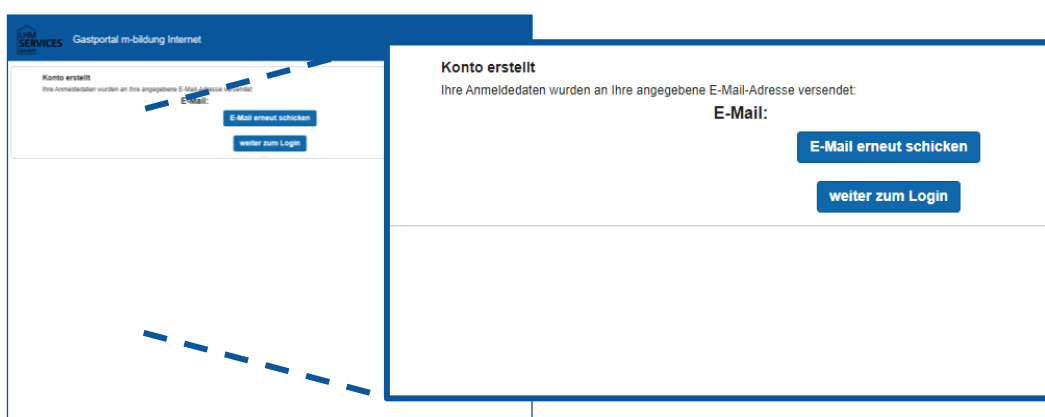 LHM
SERVICES
GmbH
Gastportal m-bildung Internet
Konto erstellt
Ihre Anmeldedaten wurden an Ihre angegebene E-Mail-Adresse versendet:
E-Mail:
E-Mail erneut schicken
weiter zum Login
Konto erstellt
Ihre Anmeldedaten wurden an Ihre angegebene E-Mail-Adresse versendet:
E-Mail:
E-Mail erneut schicken
weiter zum Login